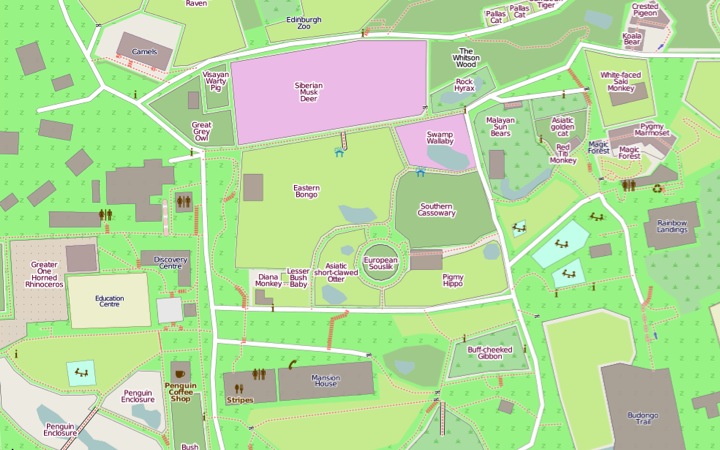 Raven
Edinburgh
Zoo
Pallas
Cat
Pallas
Cat
Tiger
Crested
Pigeon
Koala
Bear
Camels
The
Whitson
Wood
Visayan
Warty
Pig
Siberian
Musk
Deer
Rock
Hyrax
White-faced
Saki
Monkey
Great
Grey
Owl
Swamp
Wallaby
Malayan
Sun
Bears
Asiatic
golden
cat
Red
Titi
Monkey
Pygmy
Marmoset
Magic
Forest
Magic
Forest
Eastern
Bongo
Southern
Cassowary
Rainbow
Landings
Greater
One
Horned
Rhinoceros
Discovery
Centre
Diana
Monkey
Lesser
Bush
Baby
Asiatic
short-clawed
Otter
European
Souslik
Pigmy
Hippo
Education
Centre
Buff-cheeked
Gibbon
Penguin
Coffee
Shop
Stripes
Mansion
House
Penguin
Enclosure
Penguin
Enclosure
Budongo
Trail
Bush